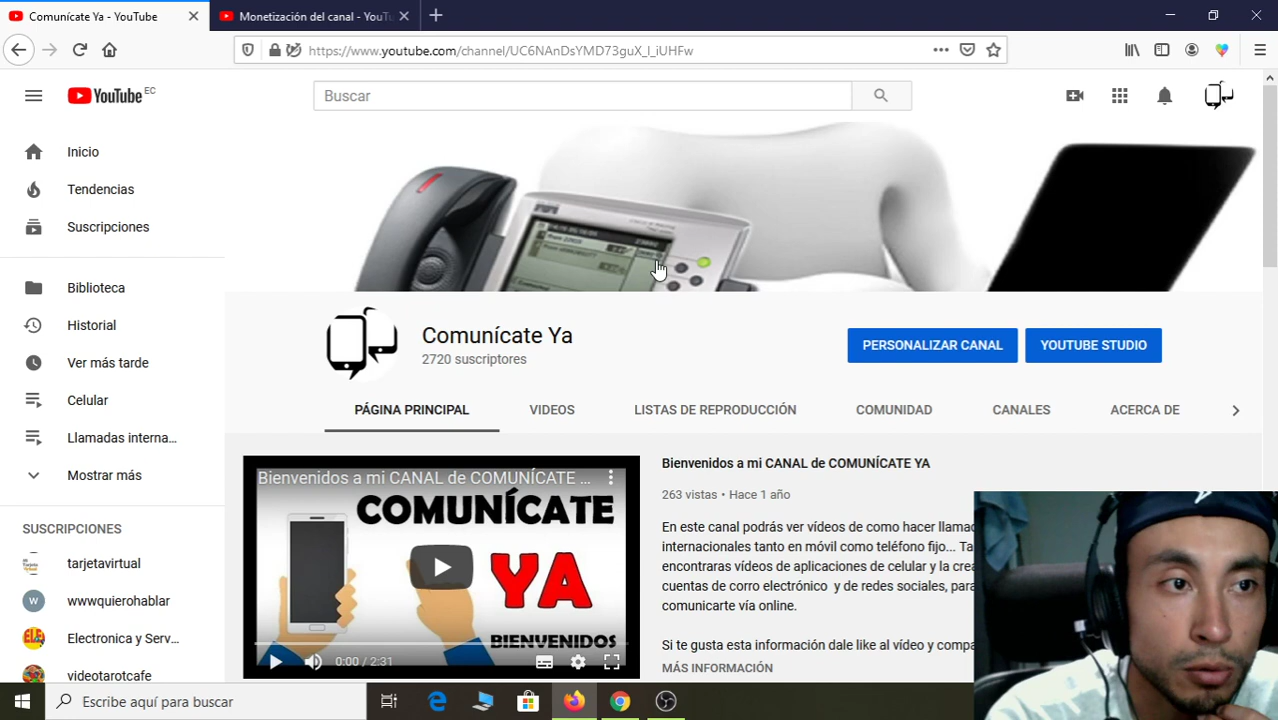 Comunícate Ya - YouTube
Monetización del canal - YouTu
https://www.youtube.com/channel/UC6NAnDsYMD73guX_I_iUHFw
YouTube EC
Buscar
Inicio
Tendencias
Suscripciones
Biblioteca
Historial
Ver más tarde
Celular
Llamadas interna...
Mostrar más
SUSCRIPCIONES
tarjetavirtual
W
wwwquierohablar
ELE
Electronica y Serv...
videotarotcafe
Comunícate Ya
2720 suscriptores
PERSONALIZAR CANAL
YOUTUBE STUDIO
PÁGINA PRINCIPAL
VIDEOS
LISTAS DE REPRODUCCIÓN
COMUNIDAD
CANALES
ACERCA DE
Bienvenidos a mi CANAL de COMUNÍCATE ...
COMUNÍCATE
YA
BIENVENIDOS
0:00 / 2:31
Bienvenidos a mi CANAL de COMUNÍCATE YA
263 vistas • Hace 1 año
En este canal podrás ver vídeos de como hacer llamad
internacionales tanto en móvil como teléfono fijo... Ta
encontraras vídeos de aplicaciones de celular y la crea
cuentas de corro electrónico y de redes sociales, para
comunicarte vía online.
Si te gusta esta información dale like al vídeo y compa
MÁS INFORMACIÓN
Escribe aquí para buscar